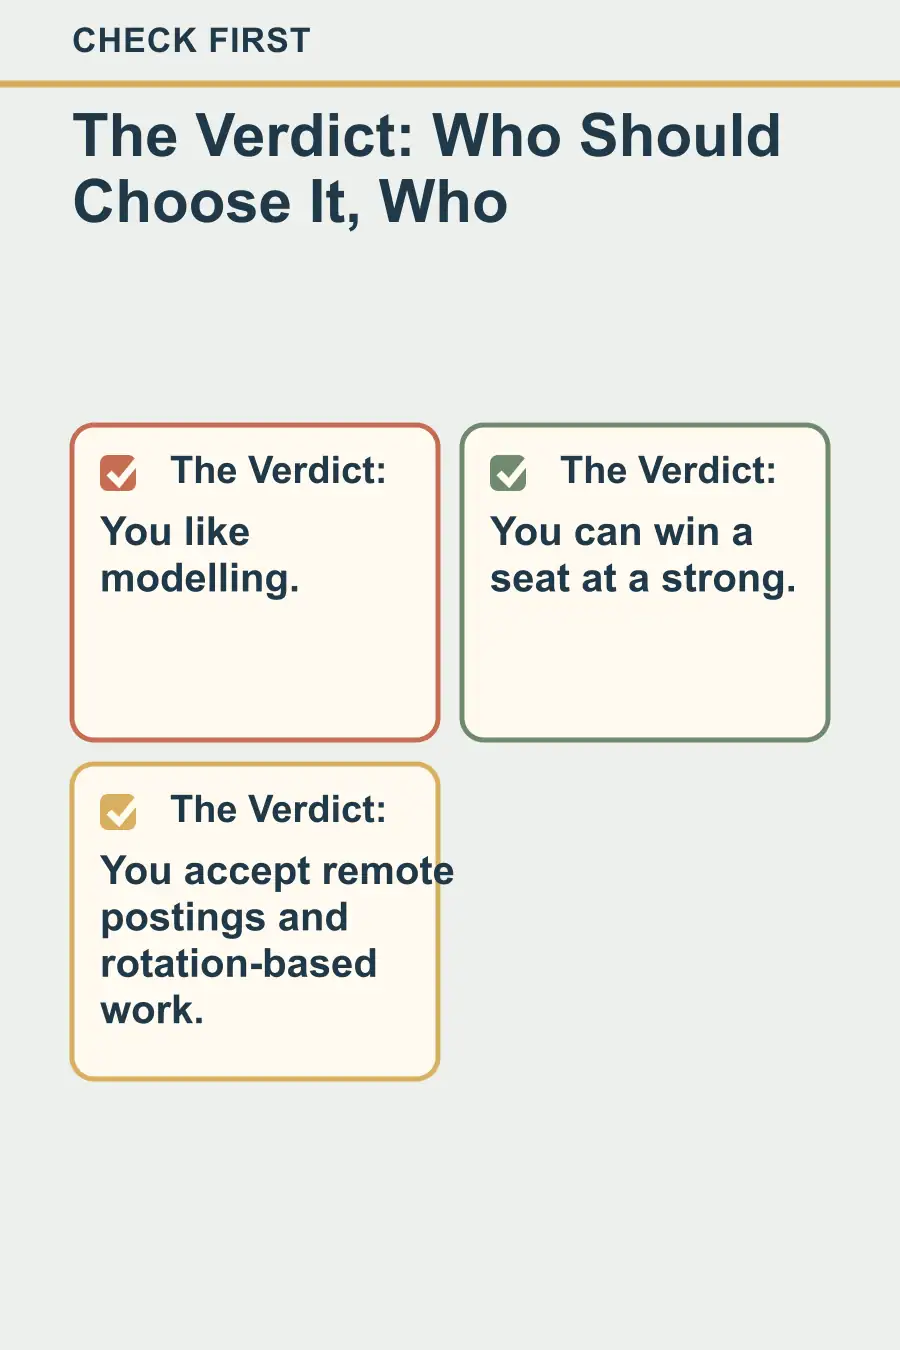 CHECK FIRST
The Verdict: Who Should
Choose It, Who
The Verdict:
You like
modelling.
The Verdict:
You can win a
seat at a strong.
The Verdict:
You accept remote
postings and
rotation-based
work.